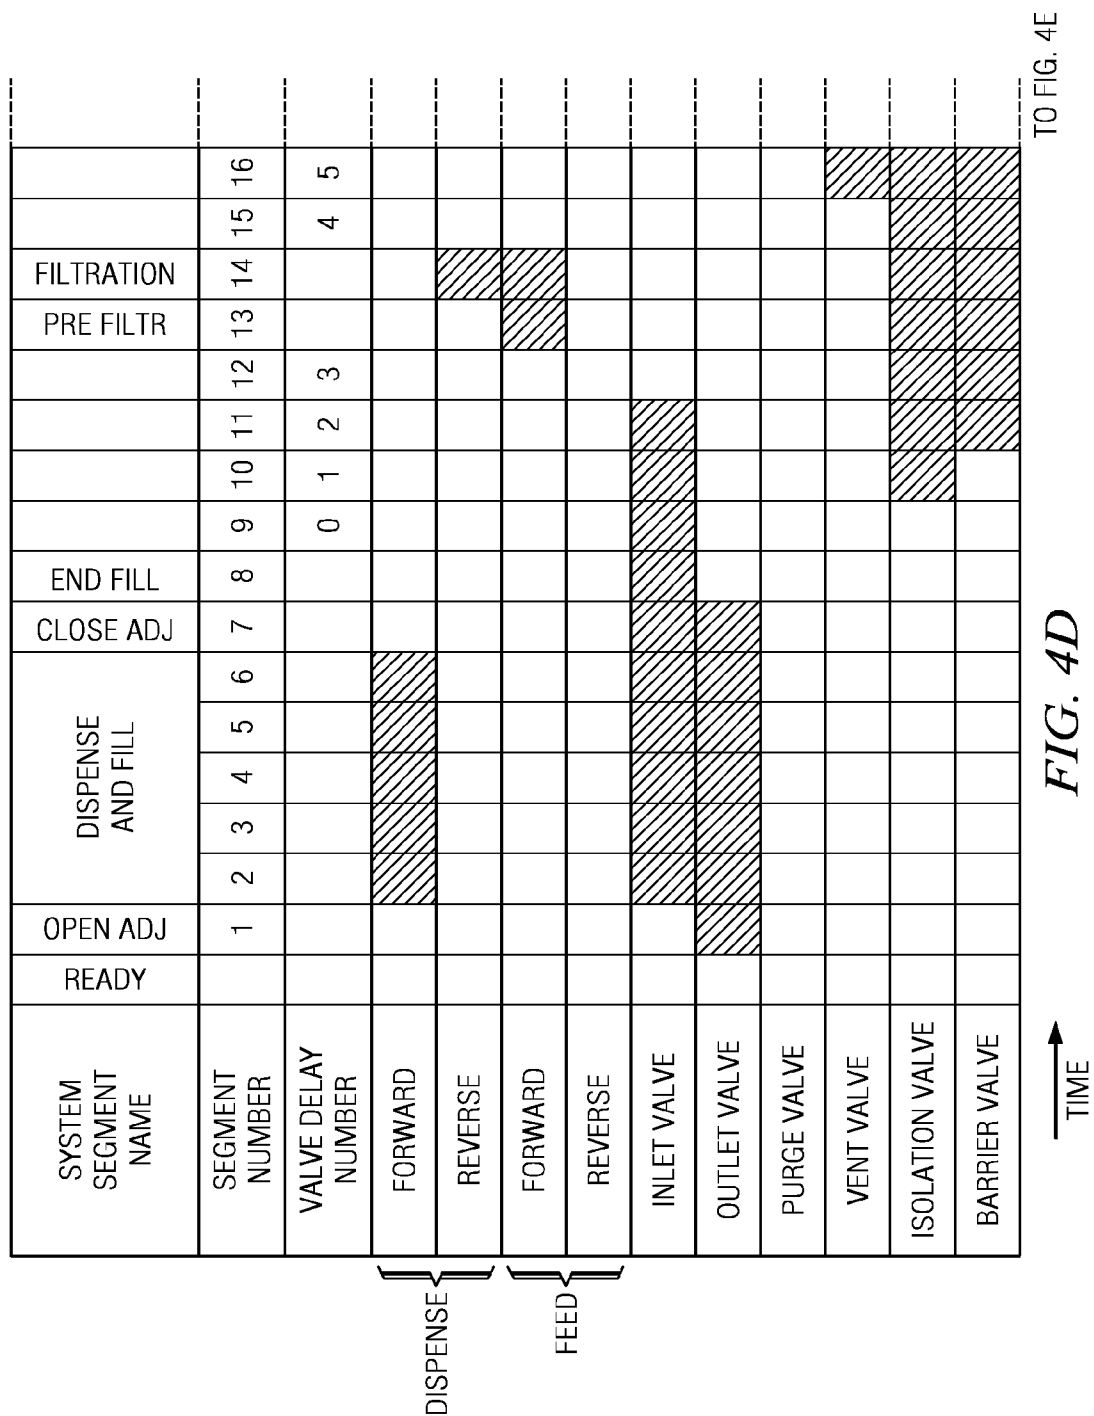 SYSTEM
SEGMENT
NAME
READY
OPEN ADJ
DISPENSE
AND FILL
CLOSE ADJ
END FILL
PRE FILTR
FILTRATION
SEGMENT
NUMBER
1 2 3 4 5 6 7 8 9 10 11 12 13 14 15 16
VALVE DELAY
NUMBER
0 1 2 3 4 5
DISPENSE
FORWARD
REVERSE
FEED
FORWARD
REVERSE
INLET VALVE
OUTLET VALVE
PURGE VALVE
VENT VALVE
ISOLATION VALVE
BARRIER VALVE
TIME
FIG. 4D
TO FIG. 4E